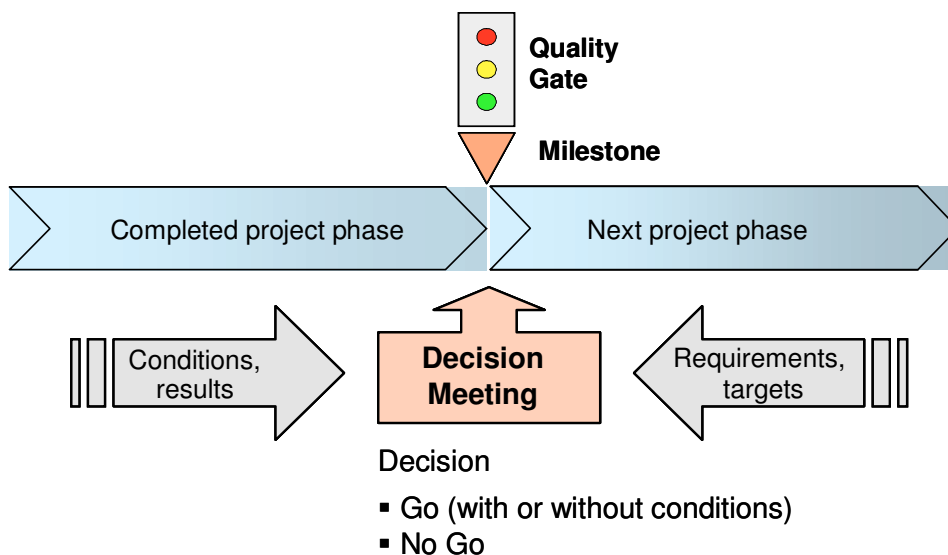 Quality
Gate
Milestone
Completed project phase
Next project phase
Conditions,
results
Decision
Meeting
Requirements,
targets
Decision
▪ Go (with or without conditions)
▪ No Go